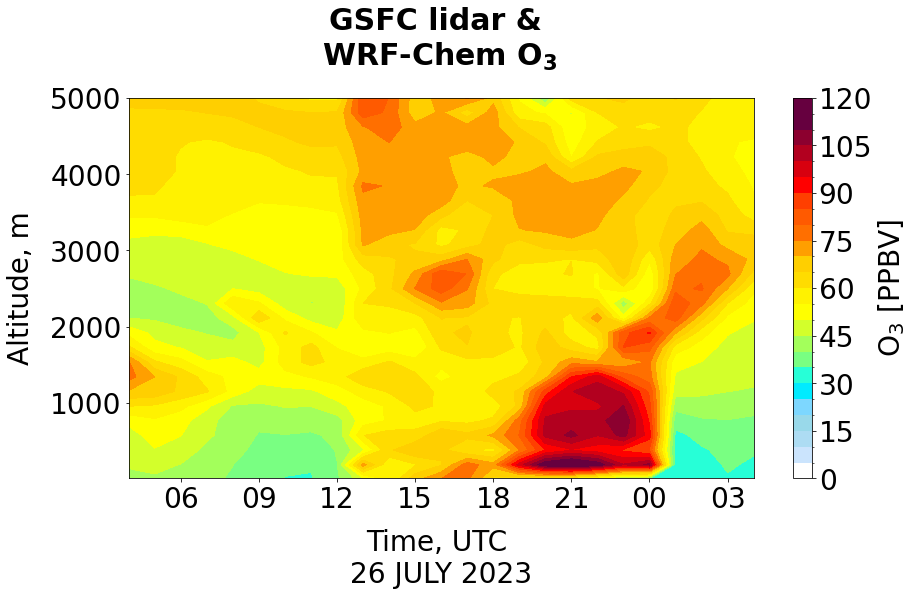 GSFC lidar &
WRF-Chem O₃
5000
4000
3000
2000
1000
Altitude, m
06 09 12 15 18 21 00 03
Time, UTC
26 JULY 2023
120
105
90
75
60
45
30
15
0
O₃ [PPBV]